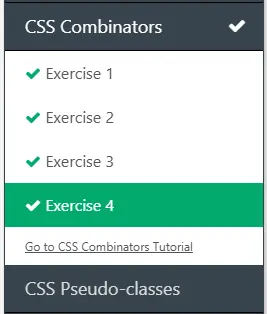 CSS Combinators
Exercise 1
Exercise 2
Exercise 3
Exercise 4
Go to CSS Combinators Tutorial
CSS Pseudo-classes